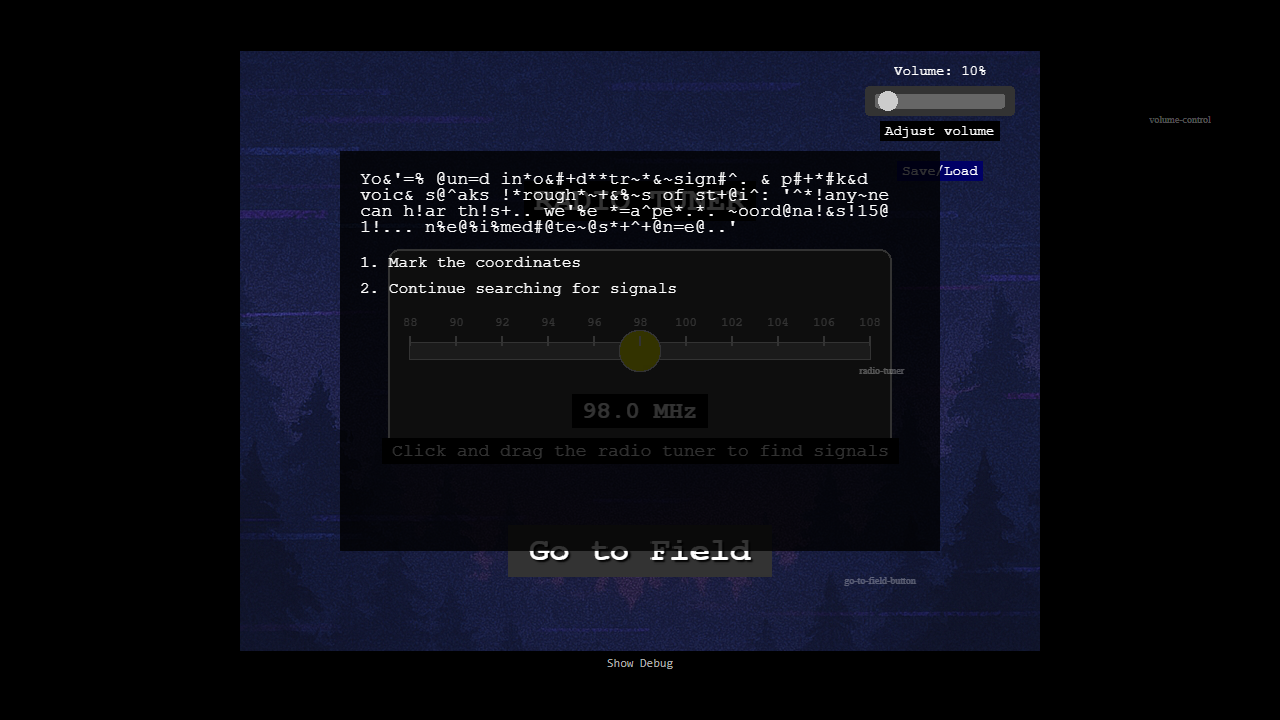 Volume: 10%
Adjust volume
volume-control
Save/Load
RADIO TUNER
Yo&'=% @un=d in*o&#+d**tr~*&~sign#^. & p#+*#k&d
voic& s@^aks !*rough*~+&%~s of st+@i^: '^*!any~ne
can h!ar th!s+.. we'%e *=a^pe*.*. ~oord@na!&s!15@
1!... n%e@%i%med#@te~@s*+^+@n=e@..'
1. Mark the coordinates
2. Continue searching for signals
88 90 92 94 96 98 100 102 104 106 108
radio-tuner
98.0 MHz
Click and drag the radio tuner to find signals
Go to Field
go-to-field-button
Show Debug